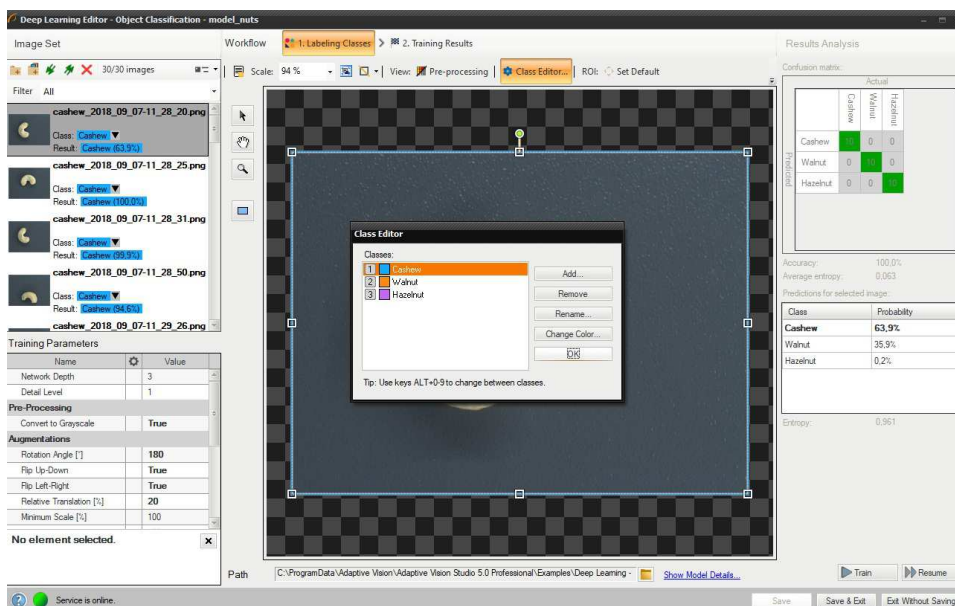 Deep Learning Editor - Object Classification - model_nuts
Image Set
Workflow
1. Labeling Classes
2. Training Results
Results Analysis
30/30 images
Scale: 94 %
View: Pre-processing
Class Editor...
ROI: Set Default
Filter All
cashew_2018_09_07-11_28_20.png
Class: Cashew
Result: Cashew (63.9%)
cashew_2018_09_07-11_28_25.png
Class: Cashew
Result: Cashew (100.0%)
cashew_2018_09_07-11_28_31.png
Class: Cashew
Result: Cashew (99.9%)
cashew_2018_09_07-11_28_50.png
Class: Cashew
Result: Cashew (94.6%)
cashew_2018_09_07-11_29_26.png
Training Parameters
Name Value
Network Depth 3
Detail Level 1
Pre-Processing
Convert to Grayscale True
Augmentations
Rotation Angle [°] 180
Flip Up-Down True
Flip Left-Right True
Relative Translation [%] 20
Minimum Scale [%] 100
No element selected.
Class Editor
Classes:
1 Cashew
2 Walnut
3 Hazelnut
Add...
Remove
Rename...
Change Color...
OK
Tip: Use keys ALT+0-9 to change between classes.
Path
C:\ProgramData\Adaptive Vision\Adaptive Vision Studio 5.0 Professional\Examples\Deep Learning -
Show Model Details...
Confusion matrix:
Actual
Cashew Walnut Hazelnut
Predicted
Cashew 10 0 0
Walnut 0 10 0
Hazelnut 0 0 10
Accuracy: 100.0%
Average entropy: 0,063
Predictions for selected image:
Class Probability
Cashew 63,9%
Walnut 35,9%
Hazelnut 0,2%
Entropy: 0,961
Train
Resume
Service is online.
Save
Save & Exit
Exit Without Saving